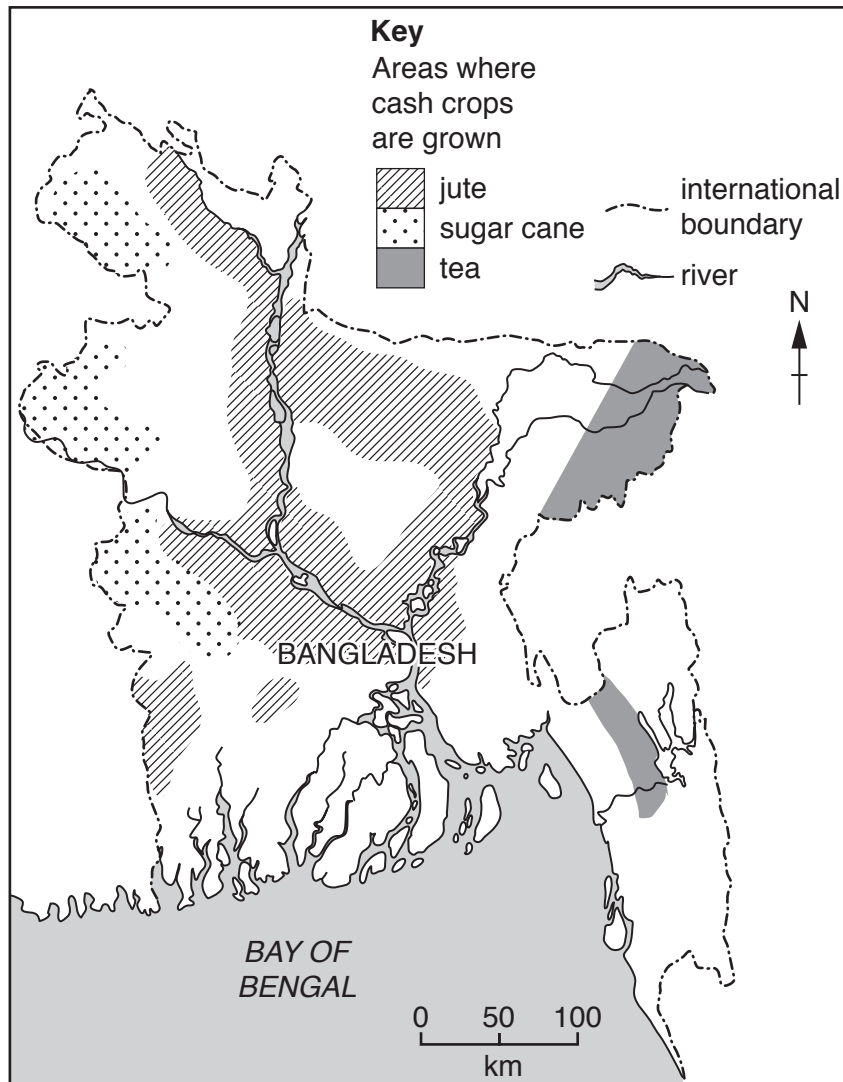 Key
Areas where
cash crops
are grown
jute
sugar cane
tea
international
boundary
river
N
BANGLADESH
BAY OF
BENGAL
0 50 100
km